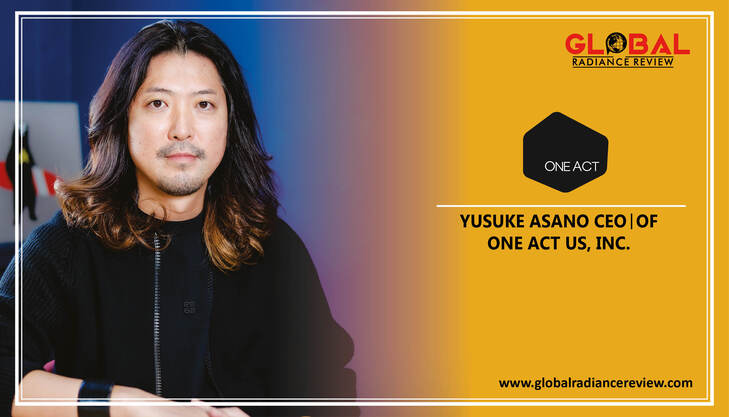 GLOBAL
RADIANCE REVIEW
ONE ACT
YUSUKE ASANO CEO|OF
ONE ACT US, INC.
www.globalradiancereview.com